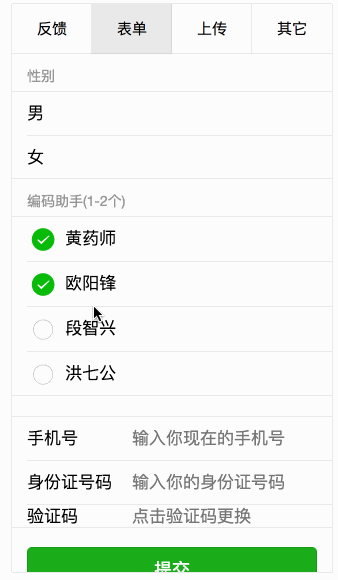 反馈 表单 上传 其它
性别
男
女
编码助手(1-2个)
黄药师
欧阳锋
段智兴
洪七公
手机号 输入你现在的手机号
身份证号码 输入你的身份证号码
验证码 点击验证码更换
提交